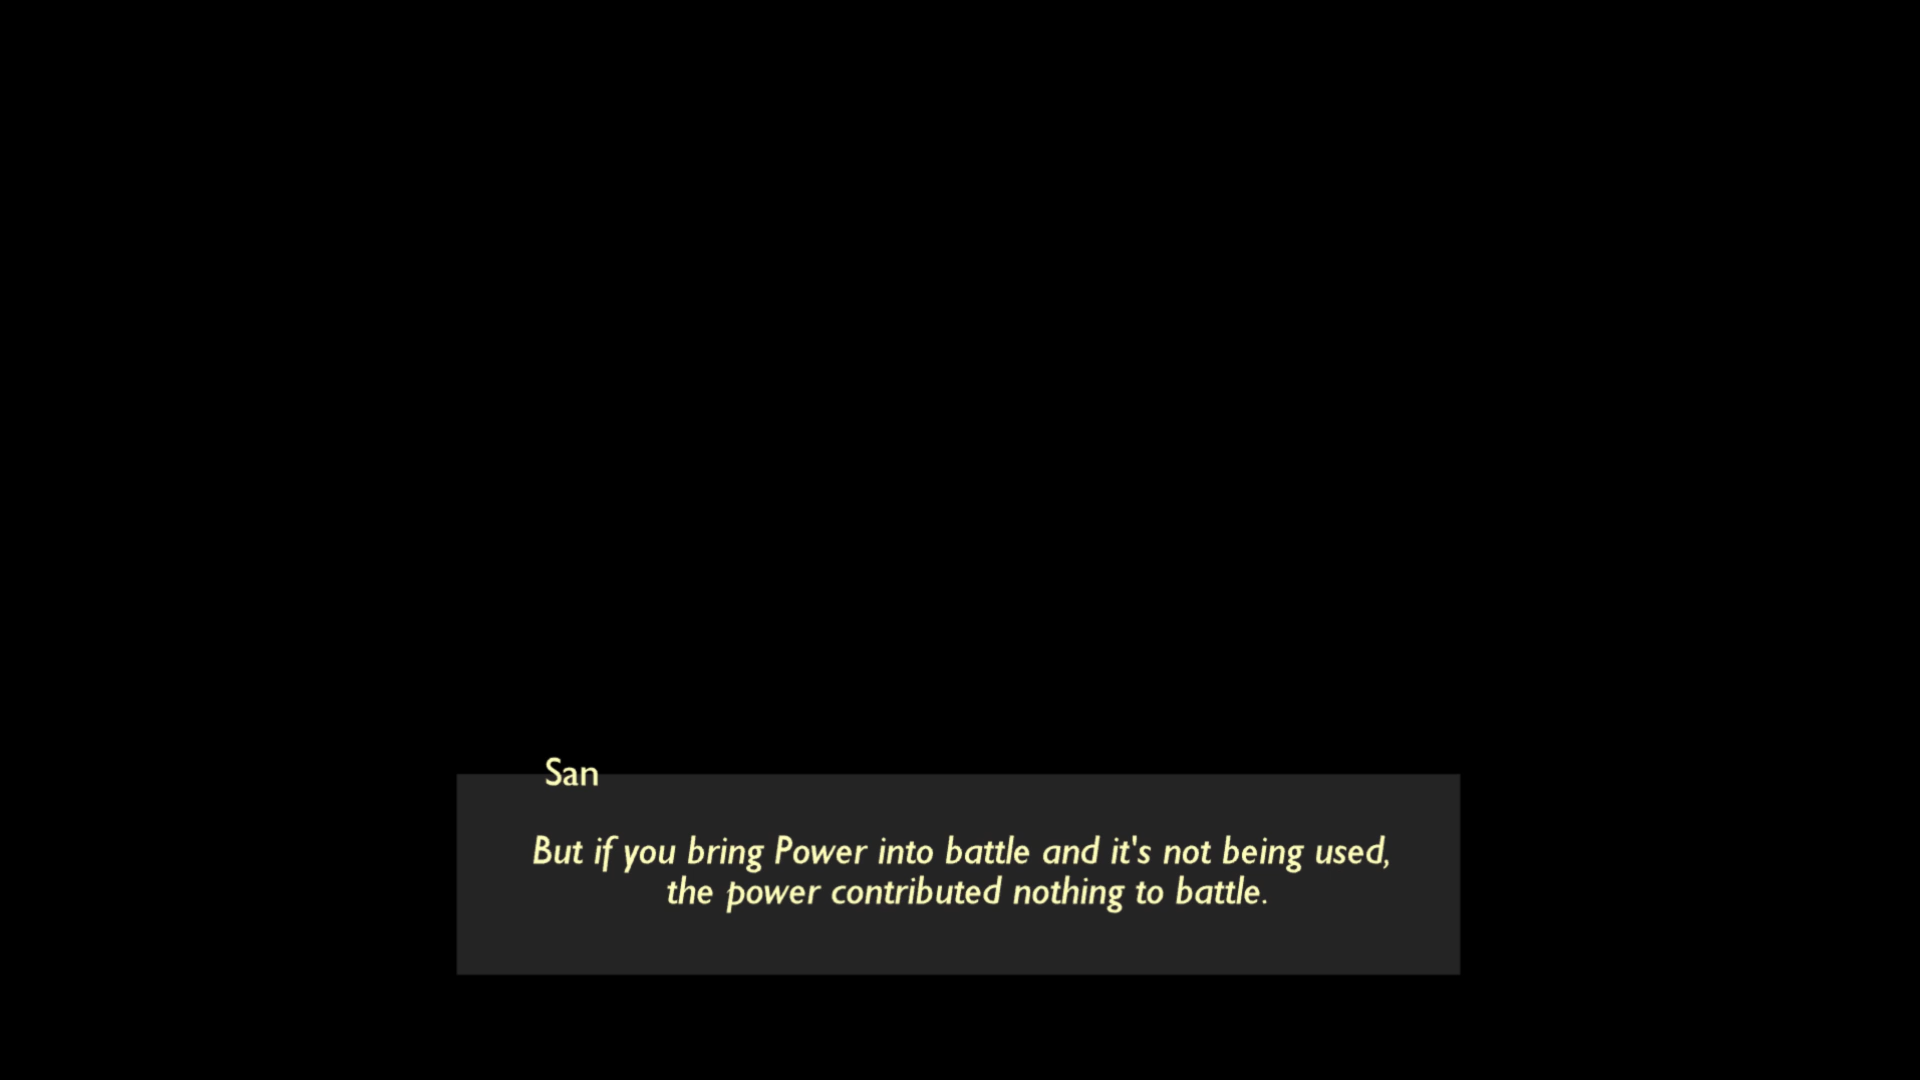 San
But if you bring Power into battle and it's not being used,
the power contributed nothing to battle.